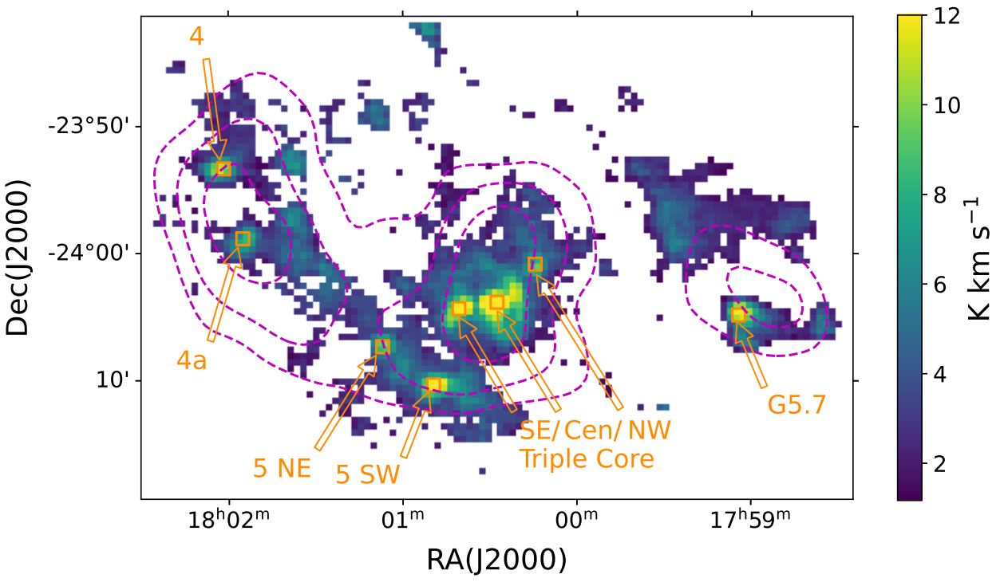 4
12
-23°50'
10
Dec(J2000)
8
-24°00'
K km s⁻¹
6
4a
4
10'
G5.7
SE/ Cen/ NW
5 NE
5 SW
Triple Core
2
18ʰ02ᵐ
01ᵐ
00ᵐ
17ʰ59ᵐ
RA(J2000)